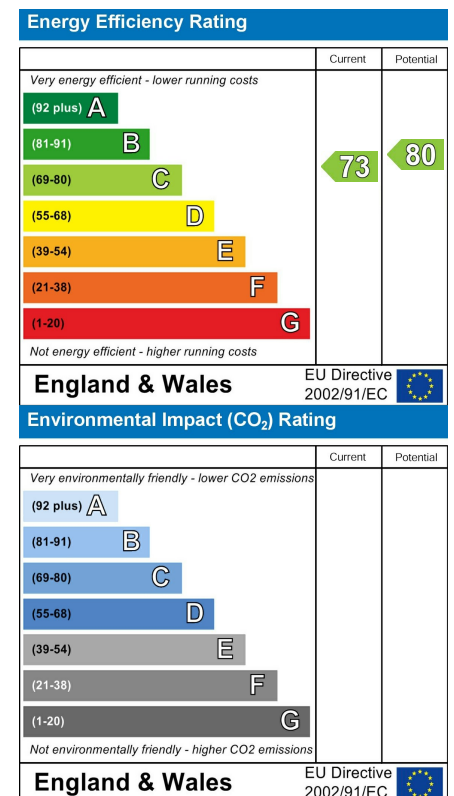 Energy Efficiency Rating
Current Potential
Very energy efficient - lower running costs
(92 plus) A
(81-91) B
(69-80) C
73 80
(55-68) D
(39-54) E
(21-38) F
(1-20) G
Not energy efficient - higher running costs
England & Wales
EU Directive
2002/91/EC
Environmental Impact (CO₂) Rating
Current Potential
Very environmentally friendly - lower CO2 emissions
(92 plus) A
(81-91) B
(69-80) C
(55-68) D
(39-54) E
(21-38) F
(1-20) G
Not environmentally friendly - higher CO2 emissions
England & Wales
EU Directive
2002/91/EC